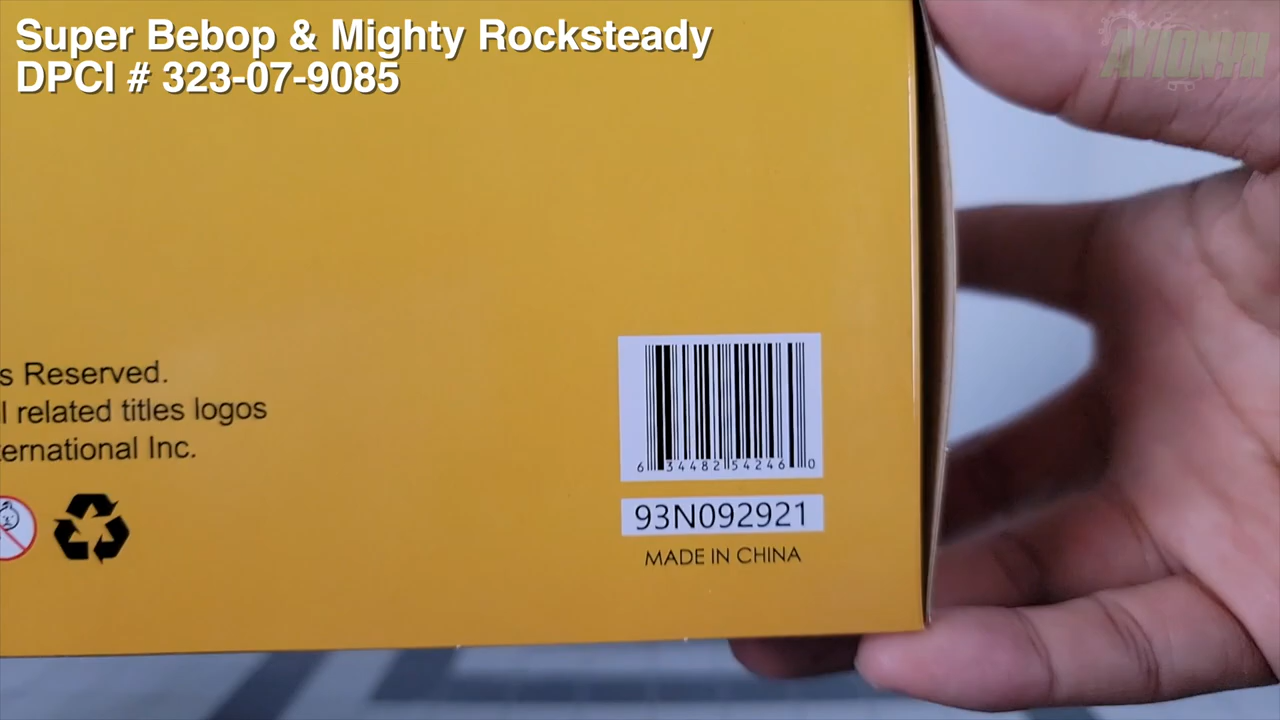 Super Bebop & Mighty Rocksteady
DPCI # 323-07-9085
AVIONYX
s Reserved.
l related titles logos
ernational Inc.
6 34482 54246 0
93N092921
MADE IN CHINA